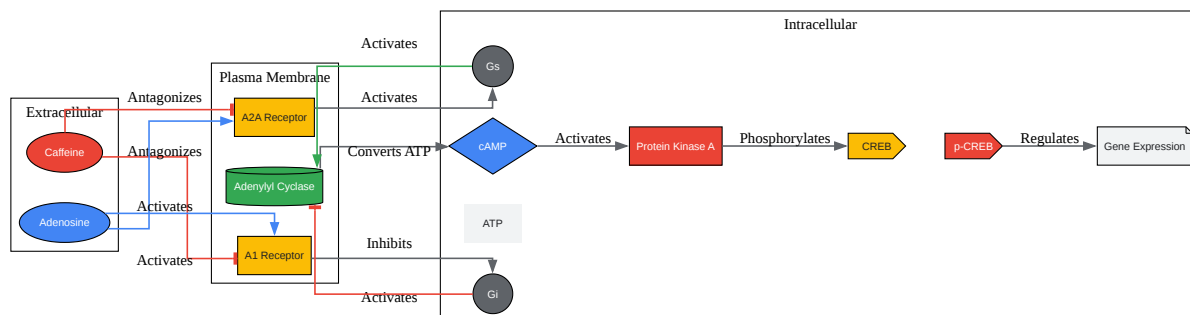 Intracellular
Activates
Gs
Plasma Membrane
Antagonizes
Activates
Extracellular
A2A Receptor
Caffeine
Antagonizes
Converts ATP
cAMP
Activates
Protein Kinase A
Phosphorylates
CREB
p-CREB
Regulates
Gene Expression
Adenylyl Cyclase
Activates
Adenosine
ATP
Inhibits
A1 Receptor
Activates
Activates
Gi